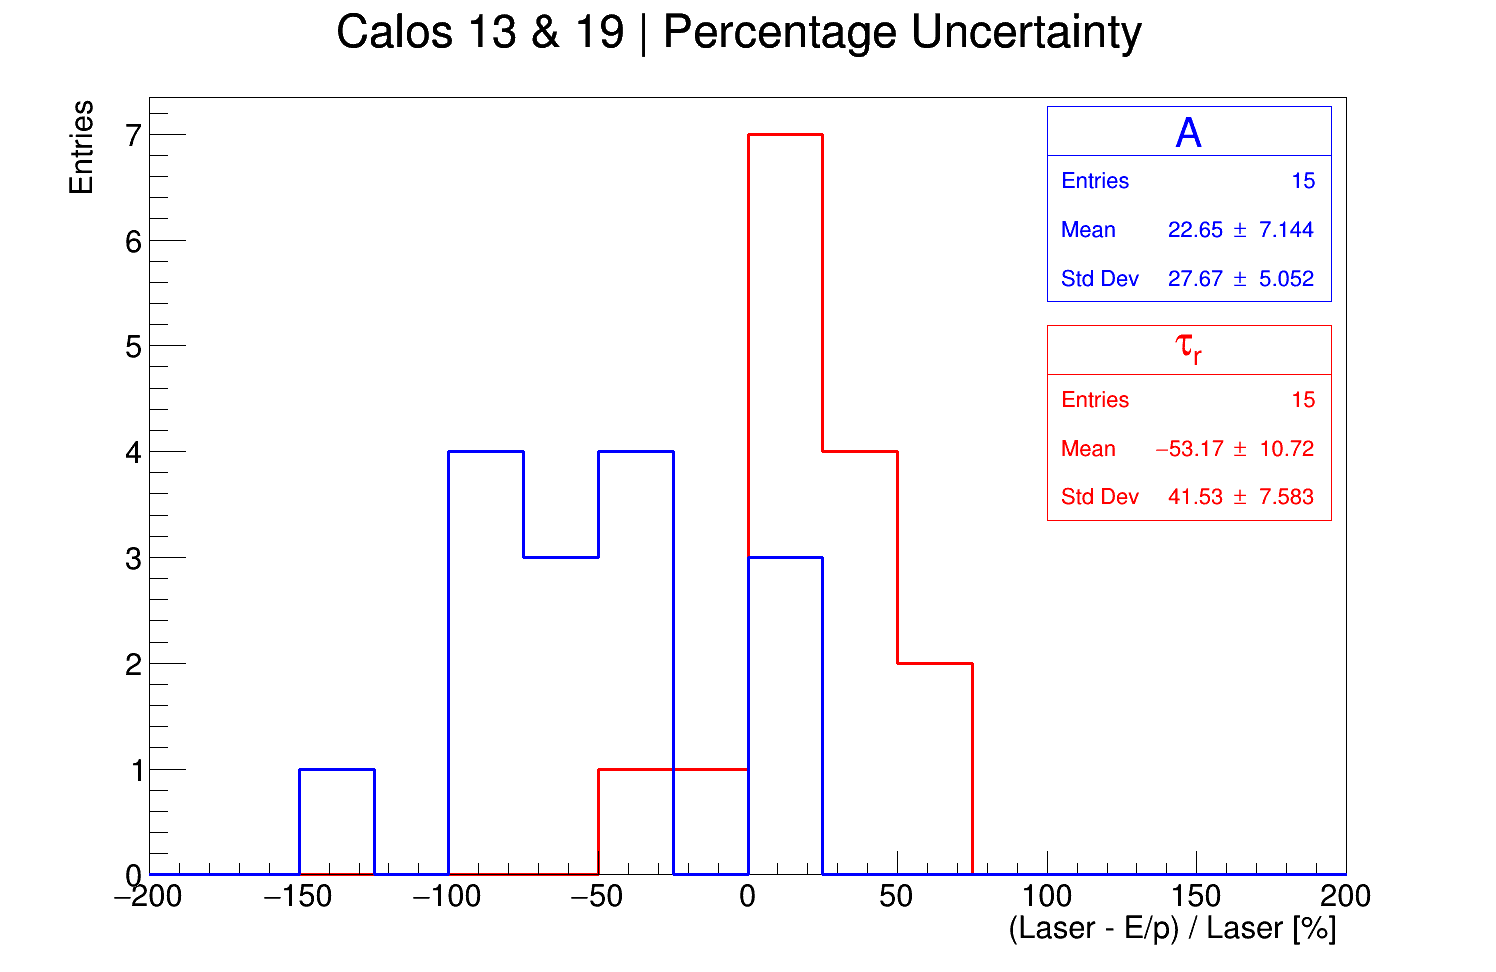 Calos 13 & 19 | Percentage Uncertainty
Entries
7
6
5
4
3
2
1
0
A
Entries 15
Mean 22.65 ± 7.144
Std Dev 27.67 ± 5.052
τr
Entries 15
Mean −53.17 ± 10.72
Std Dev 41.53 ± 7.583
−200 −150 −100 −50 0 50 100 150 200
(Laser - E/p) / Laser [%]